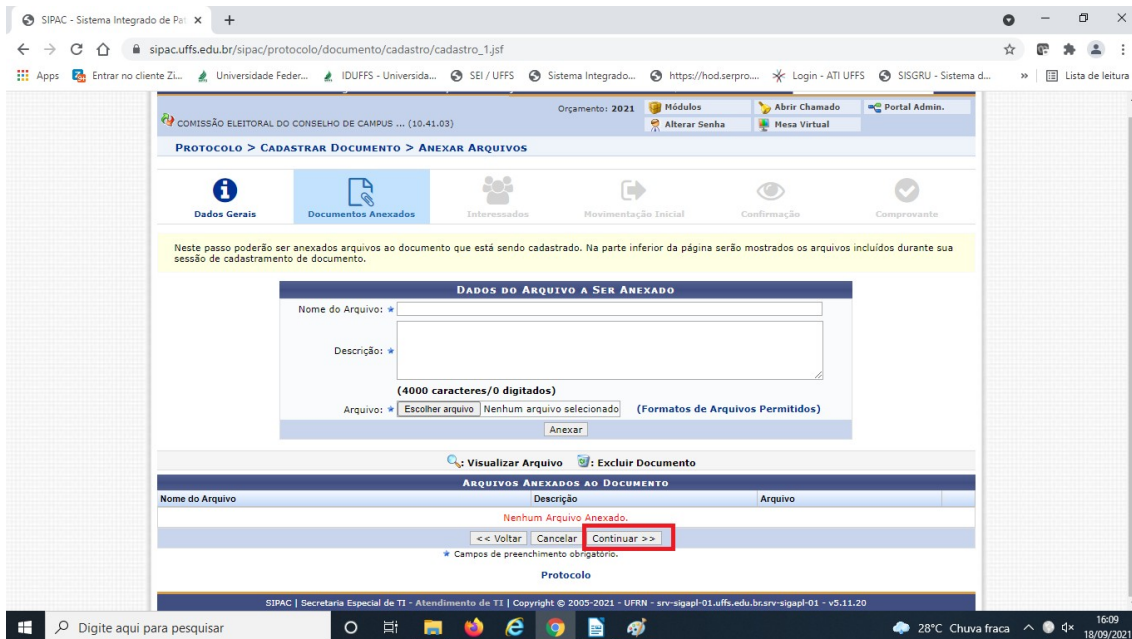 SIPAC - Sistema Integrado de Pat
sipac.uffs.edu.br/sipac/protocolo/documento/cadastro/cadastro_1.jsf
Apps Entrar no cliente Zi... Universidade Feder... IDUFFS - Universida... SEI / UFFS Sistema Integrado... https://hod.serpro.... Login - ATI UFFS SISGRU - Sistema d... » Lista de leitura
Orçamento: 2021 Módulos Abrir Chamado Portal Admin.
COMISSÃO ELEITORAL DO CONSELHO DE CAMPUS ... (10.41.03) Alterar Senha Mesa Virtual
PROTOCOLO > CADASTRAR DOCUMENTO > ANEXAR ARQUIVOS
Dados Gerais Documentos Anexados Interessados Movimentação Inicial Confirmação Comprovante
Neste passo poderão ser anexados arquivos ao documento que está sendo cadastrado. Na parte inferior da página serão mostrados os arquivos incluídos durante sua
sessão de cadastramento de documento.
DADOS DO ARQUIVO A SER ANEXADO
Nome do Arquivo: ★
Descrição: ★
(4000 caracteres/0 digitados)
Arquivo: ★ Escolher arquivo Nenhum arquivo selecionado (Formatos de Arquivos Permitidos)
Anexar
: Visualizar Arquivo : Excluir Documento
ARQUIVOS ANEXADOS AO DOCUMENTO
Nome do Arquivo Descrição Arquivo
Nenhum Arquivo Anexado.
<< Voltar Cancelar Continuar >>
★ Campos de preenchimento obrigatório.
Protocolo
SIPAC | Secretaria Especial de TI - Atendimento de TI | Copyright © 2005-2021 - UFRN - srv-sigapl-01.uffs.edu.br.srv-sigapl-01 - v5.11.20
Digite aqui para pesquisar 28°C Chuva fraca 16:09
18/09/2021